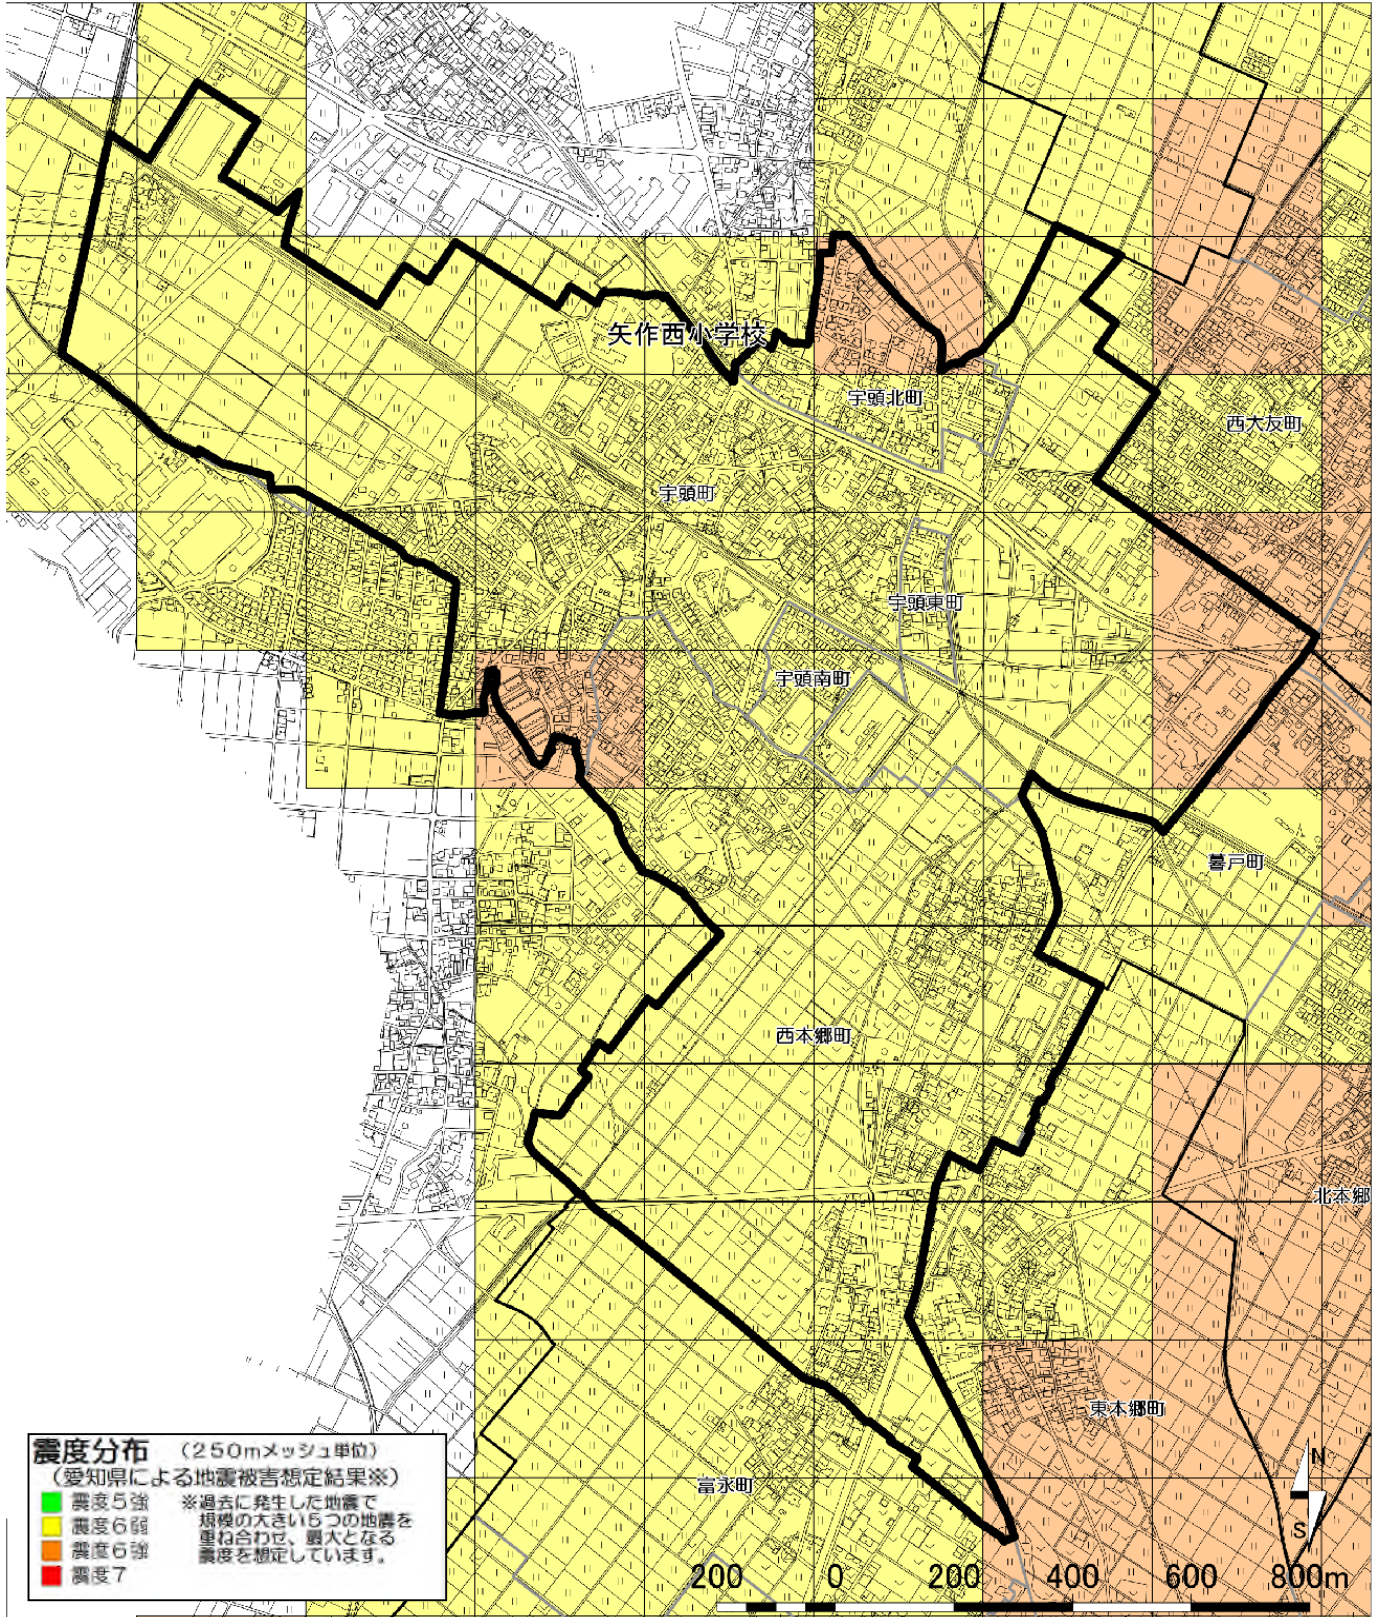 矢作西小学校
宇頭北町
西大友町
宇頭町
宇頭東町
宇頭南町
暮戸町
西本郷町
北本郷
東本郷町
富永町
震度分布 (250mメッシュ単位)
(愛知県による地震被害想定結果※)
震度5強
震度6弱
震度6強
震度7
※過去に発生した地震で
規模の大きい5つの地震を
重ね合わせ、最大となる
震度を想定しています。
N
S
200 0 200 400 600 800m